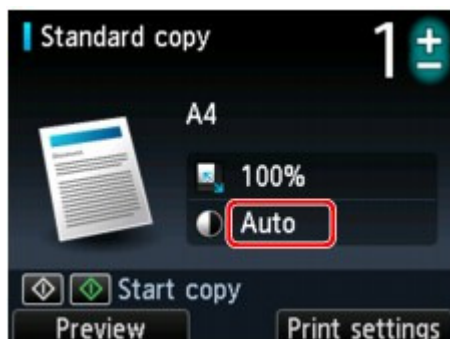 Standard copy 1
A4
100%
Auto
Start copy
Preview Print settings